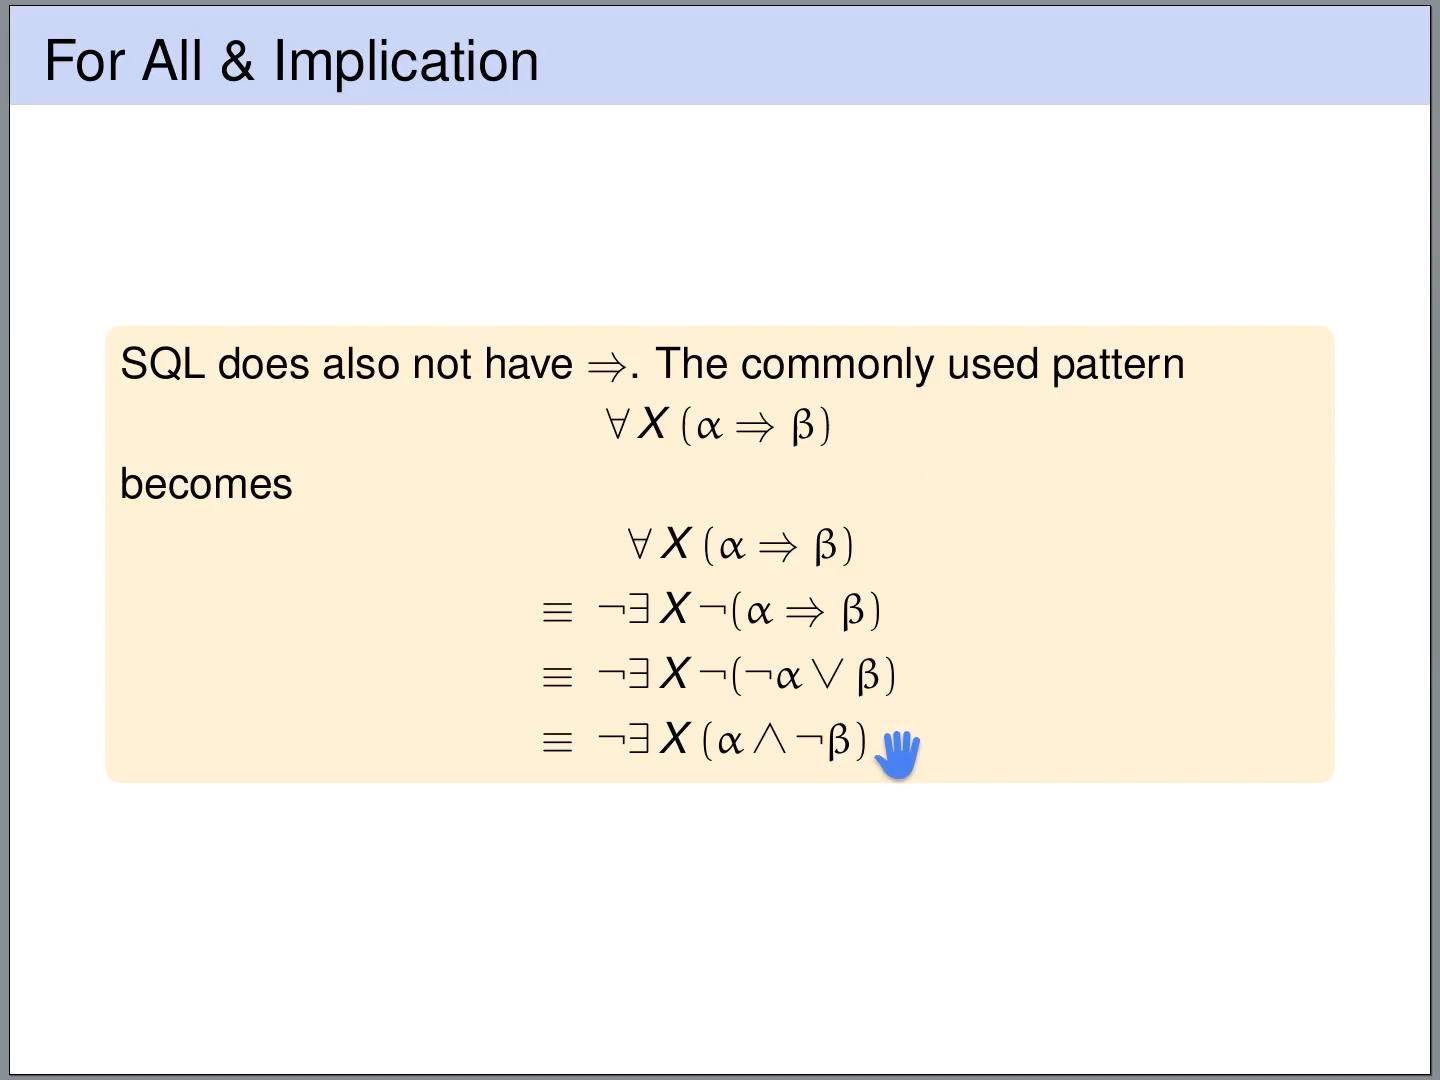 For All & Implication
SQL does also not have ⇒. The commonly used pattern
∀ X (α ⇒ β)
becomes
∀ X (α ⇒ β)
≡ ¬∃ X ¬(α ⇒ β)
≡ ¬∃ X ¬(¬α ∨ β)
≡ ¬∃ X (α ∧ ¬β)